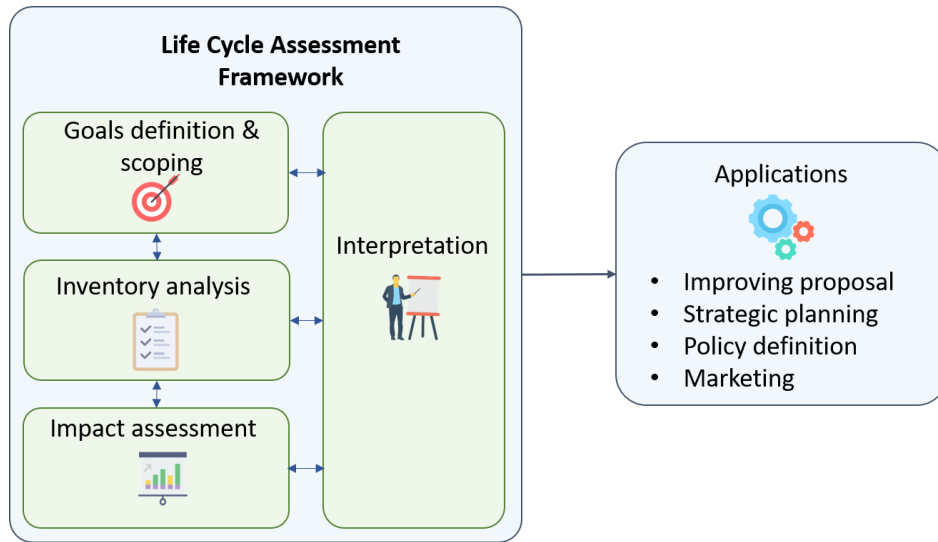 Life Cycle Assessment
Framework
Goals definition &
scoping
Inventory analysis
Impact assessment
Interpretation
Applications
• Improving proposal
• Strategic planning
• Policy definition
• Marketing